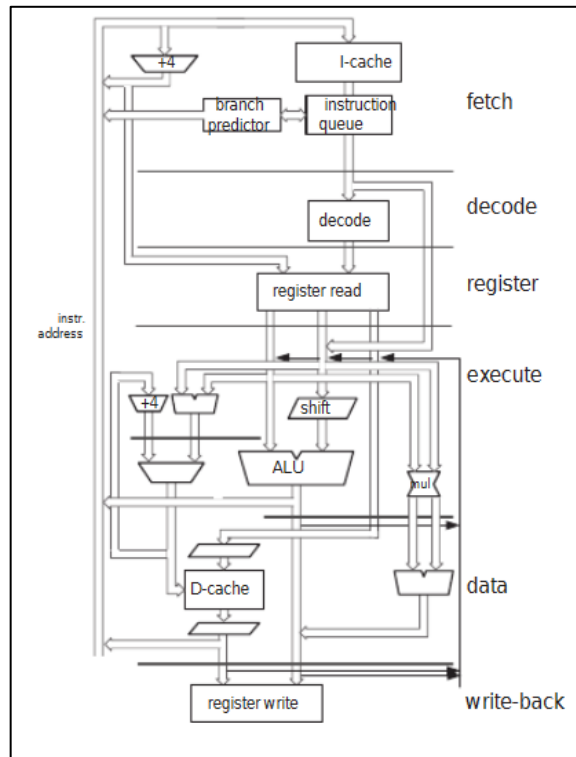 +4
I-cache
branch
predictor
instruction
queue
fetch
decode
decode
register read
register
instr.
address
execute
+4
shift
ALU
mul
D-cache
data
register write
write-back